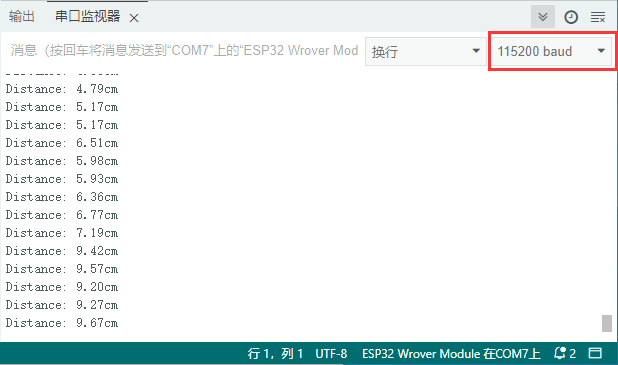 输出 串口监视器
消息（按回车将消息发送到“COM7”上的“ESP32 Wrover Mod 换行 115200 baud
Distance: 4.79cm
Distance: 5.17cm
Distance: 5.17cm
Distance: 6.51cm
Distance: 5.98cm
Distance: 5.93cm
Distance: 6.36cm
Distance: 6.77cm
Distance: 7.19cm
Distance: 9.42cm
Distance: 9.57cm
Distance: 9.20cm
Distance: 9.27cm
Distance: 9.67cm
行 1，列 1 UTF-8 ESP32 Wrover Module 在COM7上 2